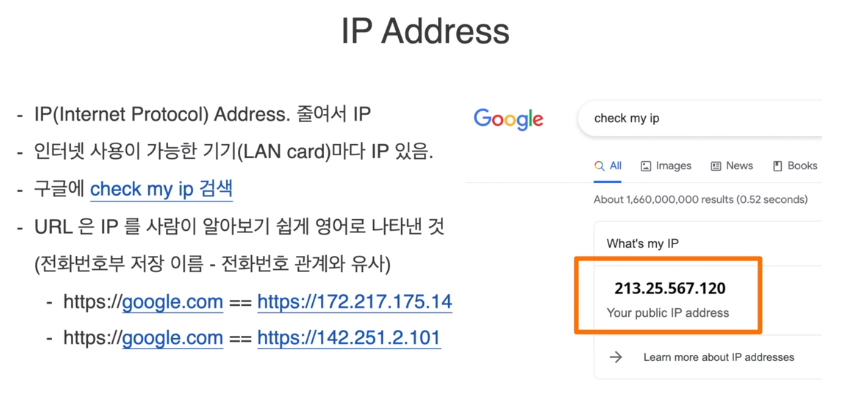 IP Address
- IP(Internet Protocol) Address. 줄여서 IP
- 인터넷 사용이 가능한 기기(LAN card)마다 IP 있음.
- 구글에 check my ip 검색
- URL 은 IP 를 사람이 알아보기 쉽게 영어로 나타낸 것
(전화번호부 저장 이름 - 전화번호 관계와 유사)
- https://google.com == https://172.217.175.14
- https://google.com == https://142.251.2.101
Google
check my ip
All Images News Books
About 1,660,000,000 results (0.52 seconds)
What's my IP
213.25.567.120
Your public IP address
→ Learn more about IP addresses